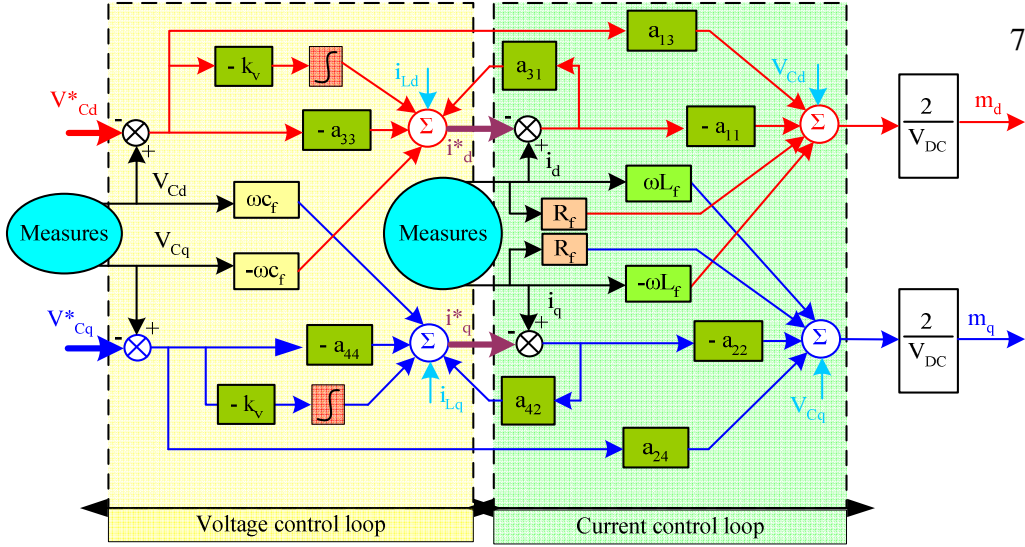 7
a13
- kv
∫
iLd
a31
VCd
V*Cd
-
+
- a33
Σ
i*d
-
+
id
- a11
Σ
2
VDC
md
VCd
ωcf
ωLf
Rf
Measures
Measures
Rf
VCq
-ωcf
-ωLf
iq
V*Cq
-
+
- a44
Σ
i*q
-
+
- a22
Σ
2
VDC
mq
- kv
∫
iLq
a42
VCq
a24
Voltage control loop
Current control loop